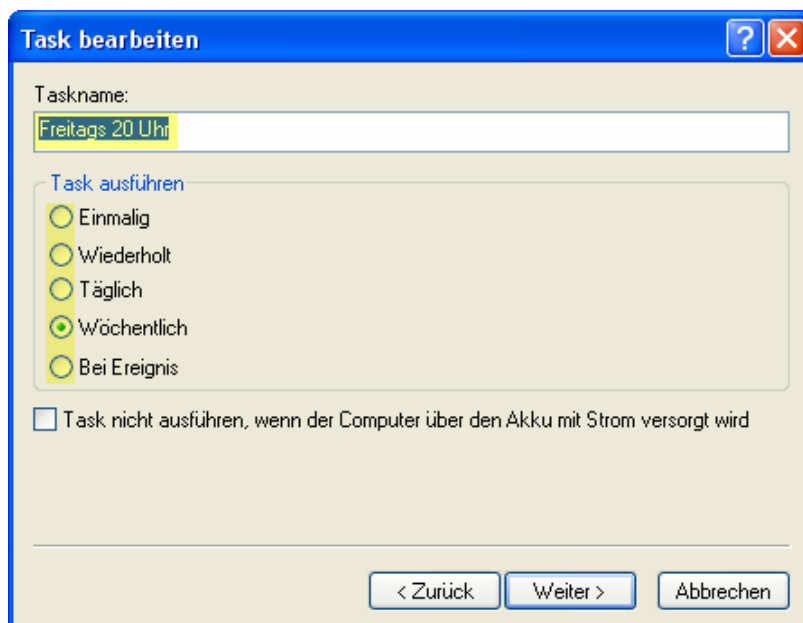 Task bearbeiten
Taskname:
Freitags 20 Uhr
Task ausführen
Einmalig
Wiederholt
Täglich
Wöchentlich
Bei Ereignis
Task nicht ausführen, wenn der Computer über den Akku mit Strom versorgt wird
< Zurück Weiter > Abbrechen